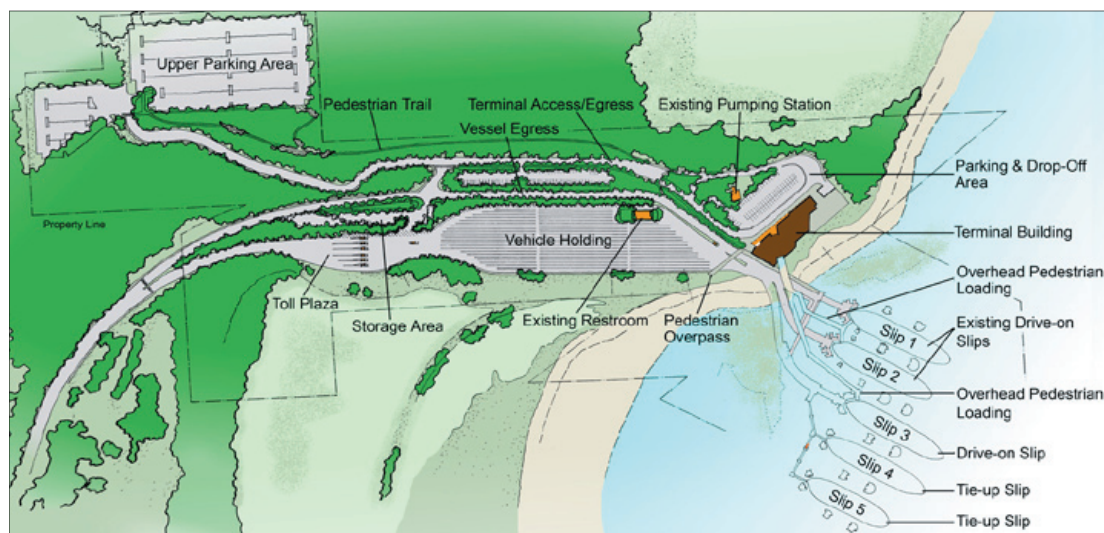 Upper Parking Area
Pedestrian Trail
Terminal Access/Egress
Existing Pumping Station
Vessel Egress
Parking & Drop-Off
Area
Property Line
Vehicle Holding
Terminal Building
Toll Plaza
Storage Area
Existing Restroom
Pedestrian
Overpass
Overhead Pedestrian
Loading
Slip 1
Existing Drive-on
Slips
Slip 2
Overhead Pedestrian
Loading
Slip 3
Drive-on Slip
Slip 4
Tie-up Slip
Slip 5
Tie-up Slip